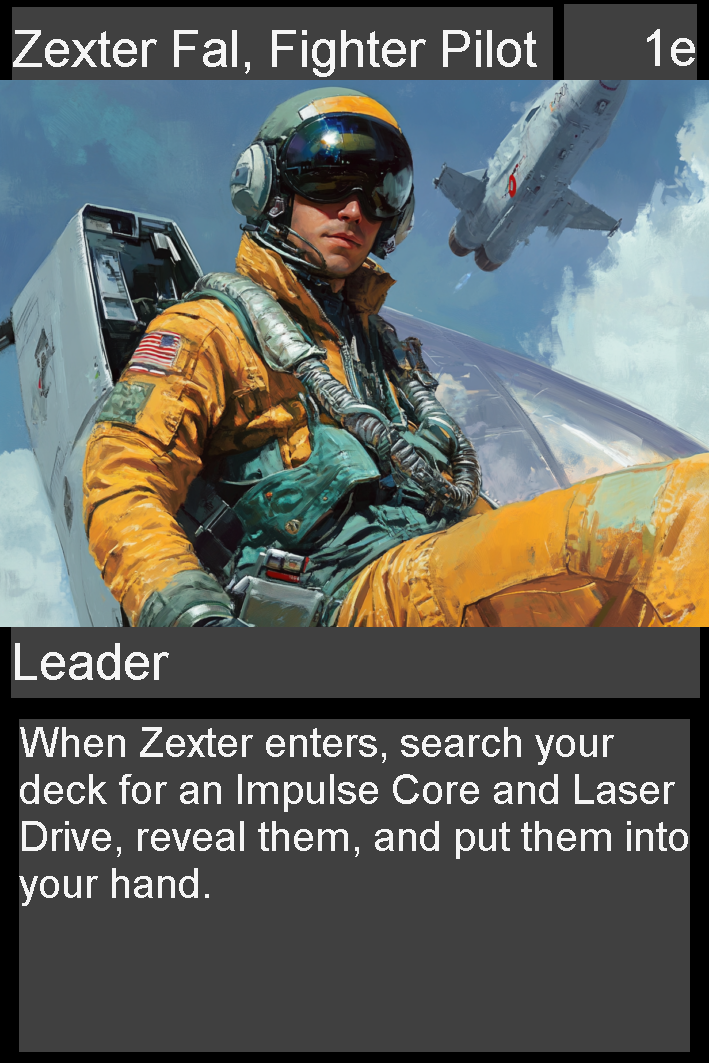 Zexter Fal, Fighter Pilot 1e
Leader
When Zexter enters, search your
deck for an Impulse Core and Laser
Drive, reveal them, and put them into
your hand.